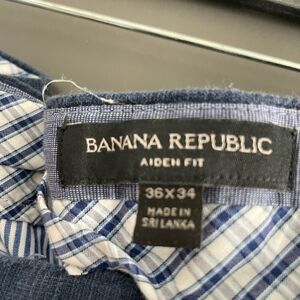 BANANA REPUBLIC
AIDEN FIT
36X34
MADE IN
SRI LANKA